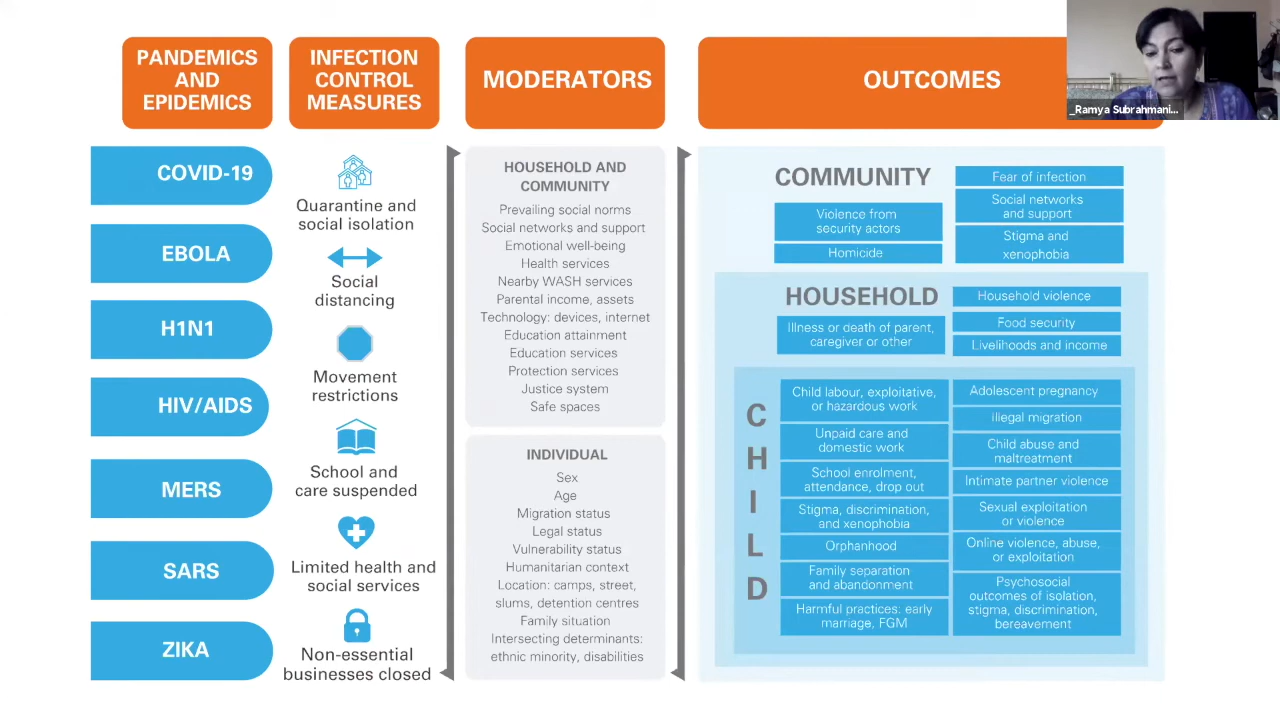 PANDEMICS
AND
EPIDEMICS
INFECTION
CONTROL
MEASURES
MODERATORS
OUTCOMES
_Ramya Subrahmani...
COVID-19
EBOLA
H1N1
HIV/AIDS
MERS
SARS
ZIKA
Quarantine and
social isolation
Social
distancing
Movement
restrictions
School and
care suspended
Limited health and
social services
Non-essential
businesses closed
HOUSEHOLD AND
COMMUNITY
Prevailing social norms
Social networks and support
Emotional well-being
Health services
Nearby WASH services
Parental income, assets
Technology: devices, internet
Education attainment
Education services
Protection services
Justice system
Safe spaces
INDIVIDUAL
Sex
Age
Migration status
Legal status
Vulnerability status
Humanitarian context
Location: camps, street,
slums, detention centres
Family situation
Intersecting determinants:
ethnic minority, disabilities
COMMUNITY
Violence from
security actors
Homicide
Fear of infection
Social networks
and support
Stigma and
xenophobia
HOUSEHOLD
Illness or death of parent,
caregiver or other
Household violence
Food security
Livelihoods and income
CHILD
Child labour, exploitative,
or hazardous work
Unpaid care and
domestic work
School enrolment,
attendance, drop out
Stigma, discrimination,
and xenophobia
Orphanhood
Family separation
and abandonment
Harmful practices: early
marriage, FGM
Adolescent pregnancy
illegal migration
Child abuse and
maltreatment
Intimate partner violence
Sexual exploitation
or violence
Online violence, abuse,
or exploitation
Psychosocial
outcomes of isolation,
stigma, discrimination,
bereavement